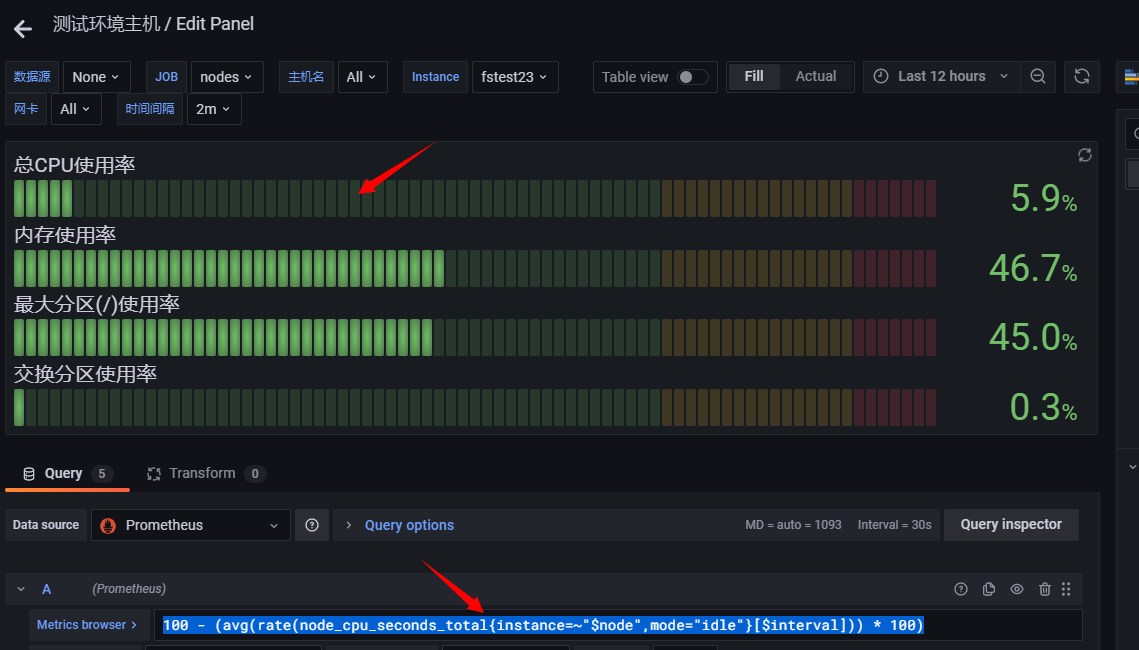 测试环境主机 / Edit Panel
数据源 None JOB nodes 主机名 All Instance fstest23 Table view Fill Actual Last 12 hours
网卡 All 时间间隔 2m
总CPU使用率
5.9%
内存使用率
46.7%
最大分区(/)使用率
45.0%
交换分区使用率
0.3%
Query 5 Transform 0
Data source Prometheus Query options MD = auto = 1093 Interval = 30s Query inspector
A (Prometheus)
Metrics browser 100 - (avg(rate(node_cpu_seconds_total{instance=~"$node",mode="idle"}[$interval])) * 100)